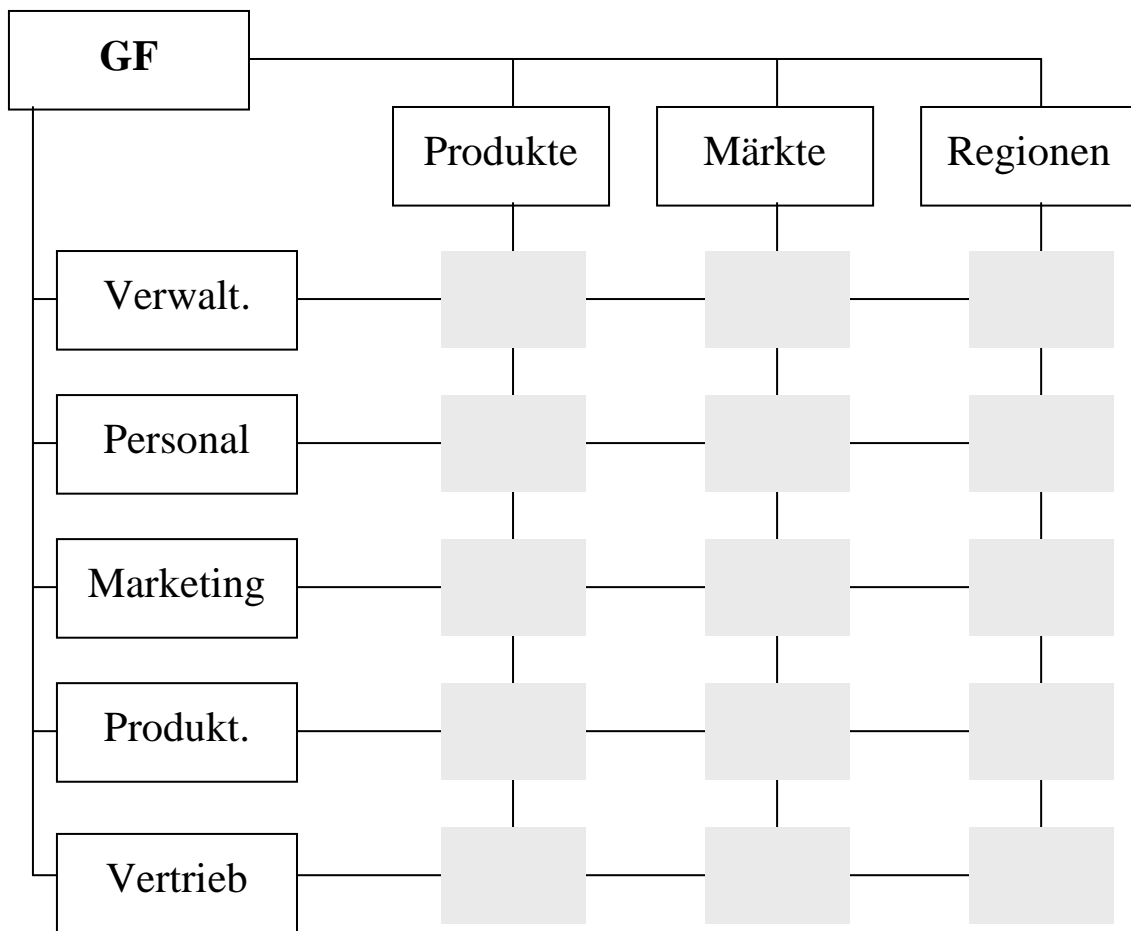 GF
Produkte
Märkte
Regionen
Verwalt.
Personal
Marketing
Produkt.
Vertrieb